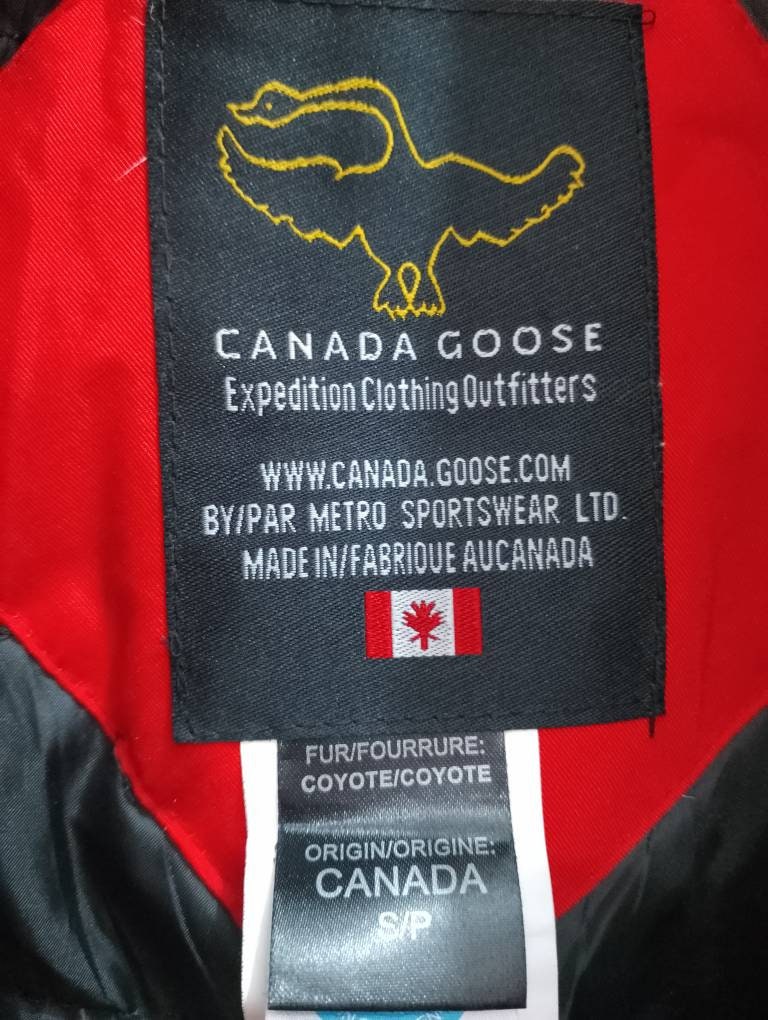 CANADA GOOSE
Expedition Clothing Outfitters
WWW.CANADA.GOOSE.COM
BY/PAR METRO SPORTSWEAR LTD.
MADE IN/FABRIQUE AUCANADA
FUR/FOURRURE:
COYOTE/COYOTE
ORIGIN/ORIGINE:
CANADA
S/P